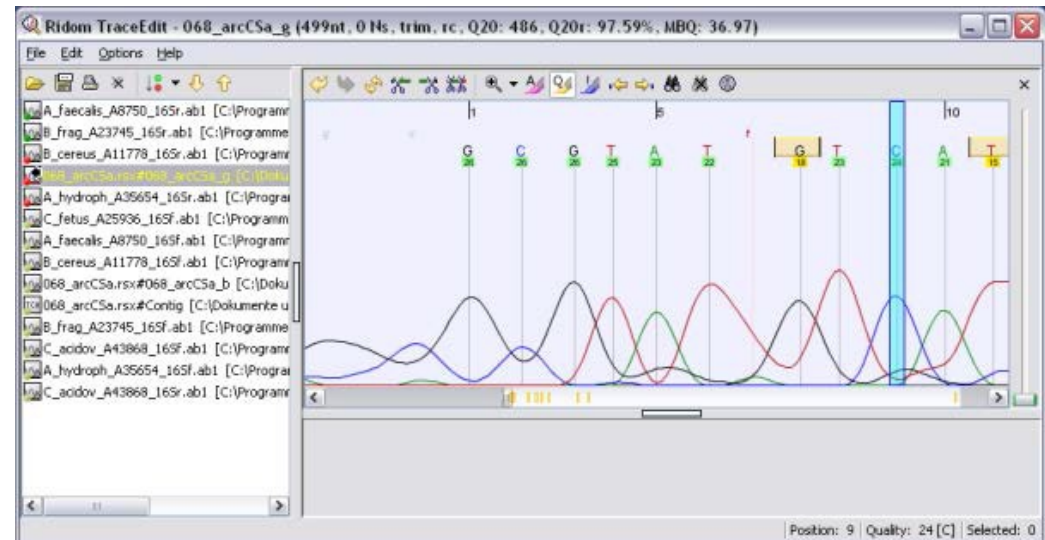 Ridom TraceEdit - 068_arcCSa_g (499nt, 0 Ns, trim, rc, Q20: 486, Q20r: 97.59%, MBQ: 36.97)
File Edit Options Help
A_faecalis_A8750_16Sr.ab1 [C:\Programr
B_frag_A23745_16Sr.ab1 [C:\Programme
B_cereus_A11778_16Sr.ab1 [C:\Programr
068_arcCSa.rsx#068_arcCSa_g [C:\Doku
A_hydroph_A35654_16Sr.ab1 [C:\Prograi
C_fetus_A25936_16Sf.ab1 [C:\Programm
A_faecalis_A8750_16Sf.ab1 [C:\Programr
B_cereus_A11778_16Sf.ab1 [C:\Programr
068_arcCSa.rsx#068_arcCSa_b [C:\Doku
068_arcCSa.rsx#Contig [C:\Dokumente u
B_frag_A23745_16Sf.ab1 [C:\Programme
C_acidov_A43868_16Sr.ab1 [C:\Programr
A_hydroph_A35654_16Sf.ab1 [C:\Prograi
C_acidov_A43868_16Sf.ab1 [C:\Programr
1 5 10
t
G C G T A T G T C A T
26 26 26 25 23 22 18 23 24 21 15
Position: 9 Quality: 24 [C] Selected: 0